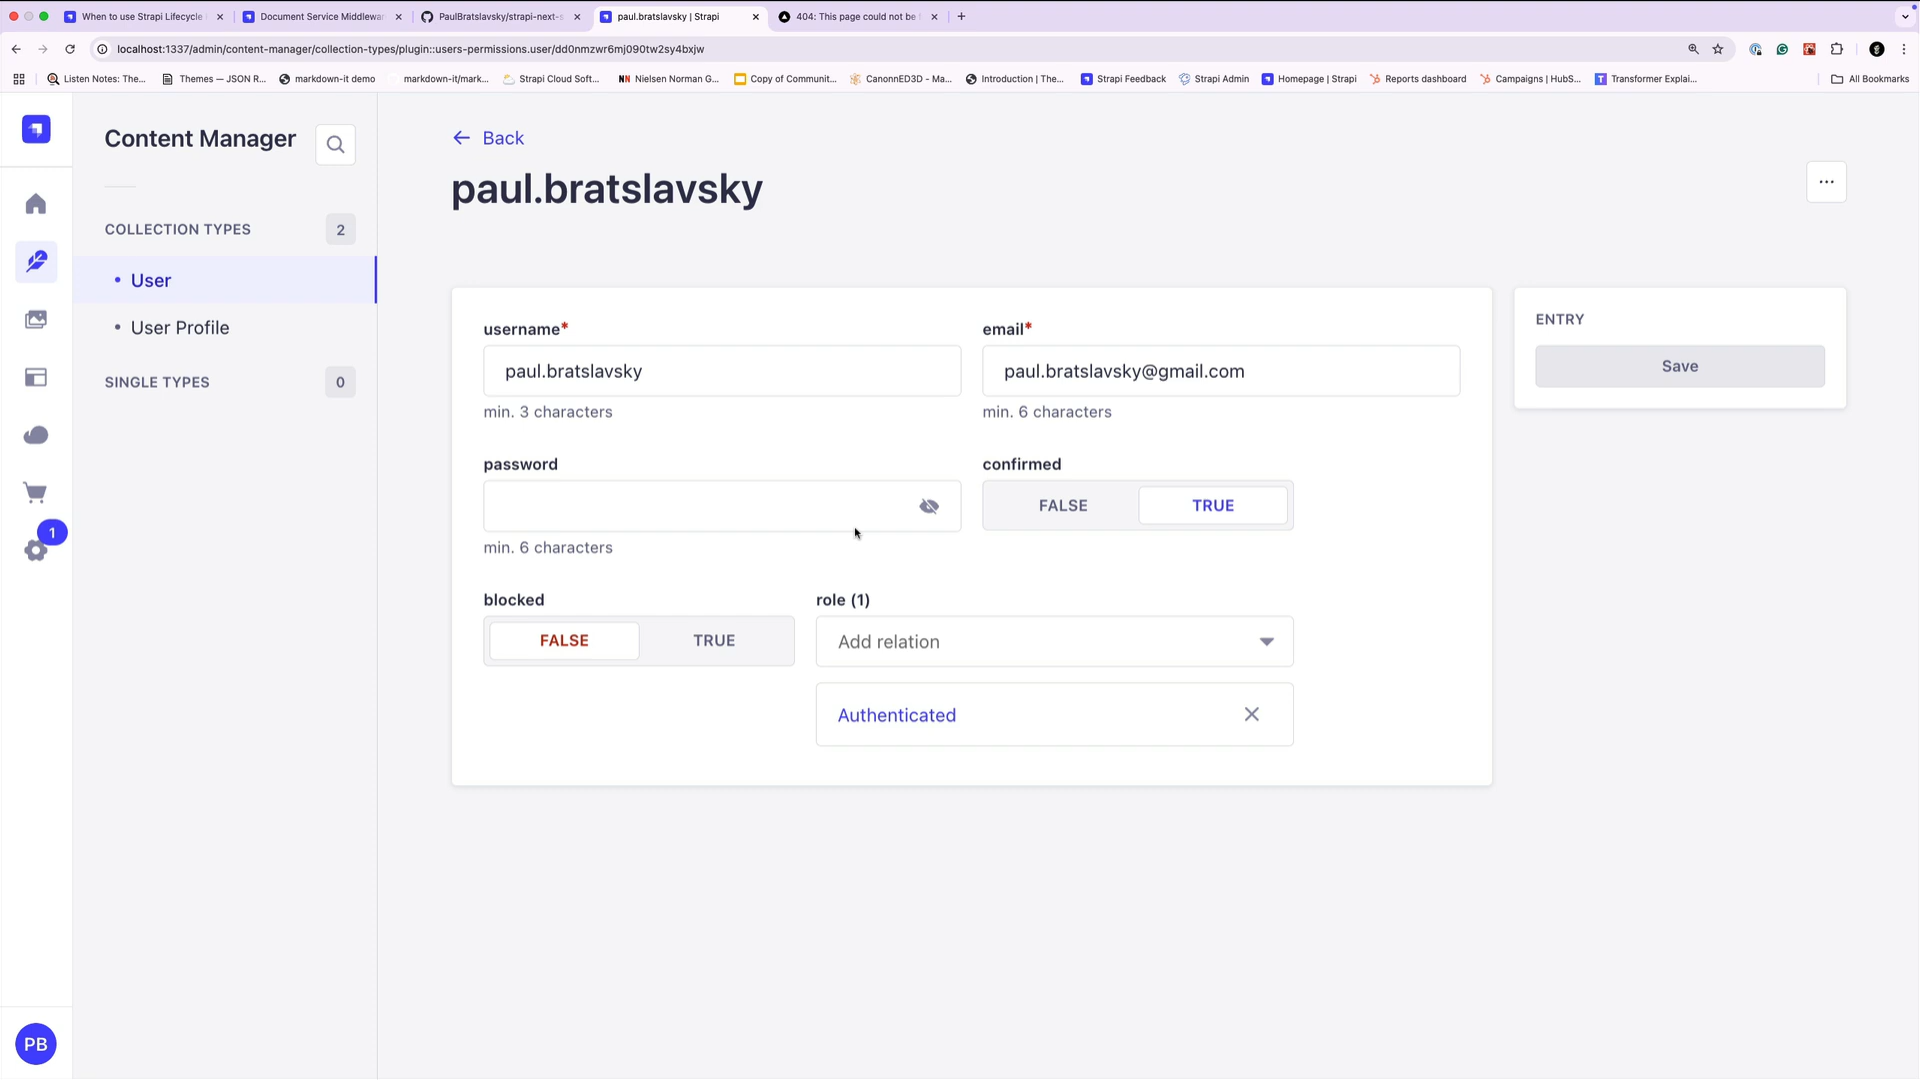 When to use Strapi Lifecycle
Document Service Middlewar
PaulBratslavsky/strapi-next-s
paul.bratslavsky | Strapi
404: This page could not be
localhost:1337/admin/content-manager/collection-types/plugin::users-permissions.user/dd0nmzwr6mj090tw2sy4bxjw
Listen Notes: The...
Themes — JSON R...
markdown-it demo
markdown-it/mark...
Strapi Cloud Soft...
Nielsen Norman G...
Copy of Communit...
CanonnED3D - Ma...
Introduction | The...
Strapi Feedback
Strapi Admin
Homepage | Strapi
Reports dashboard
Campaigns | HubS...
Transformer Explai...
All Bookmarks
Content Manager
COLLECTION TYPES
2
User
User Profile
SINGLE TYPES
0
1
PB
Back
paul.bratslavsky
username*
paul.bratslavsky
min. 3 characters
email*
paul.bratslavsky@gmail.com
min. 6 characters
password
min. 6 characters
confirmed
FALSE
TRUE
blocked
FALSE
TRUE
role (1)
Add relation
Authenticated
ENTRY
Save